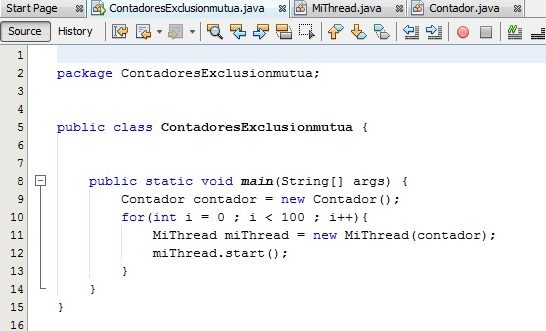 Start Page ContadoresExclusionmutua.java MiThread.java Contador.java
Source History
1
2 package ContadoresExclusionmutua;
3
4
5 public class ContadoresExclusionmutua {
6
7
8 public static void main(String[] args) {
9 Contador contador = new Contador();
10 for(int i = 0 ; i < 100 ; i++){
11 MiThread miThread = new MiThread(contador);
12 miThread.start();
13 }
14 }
15 }
16